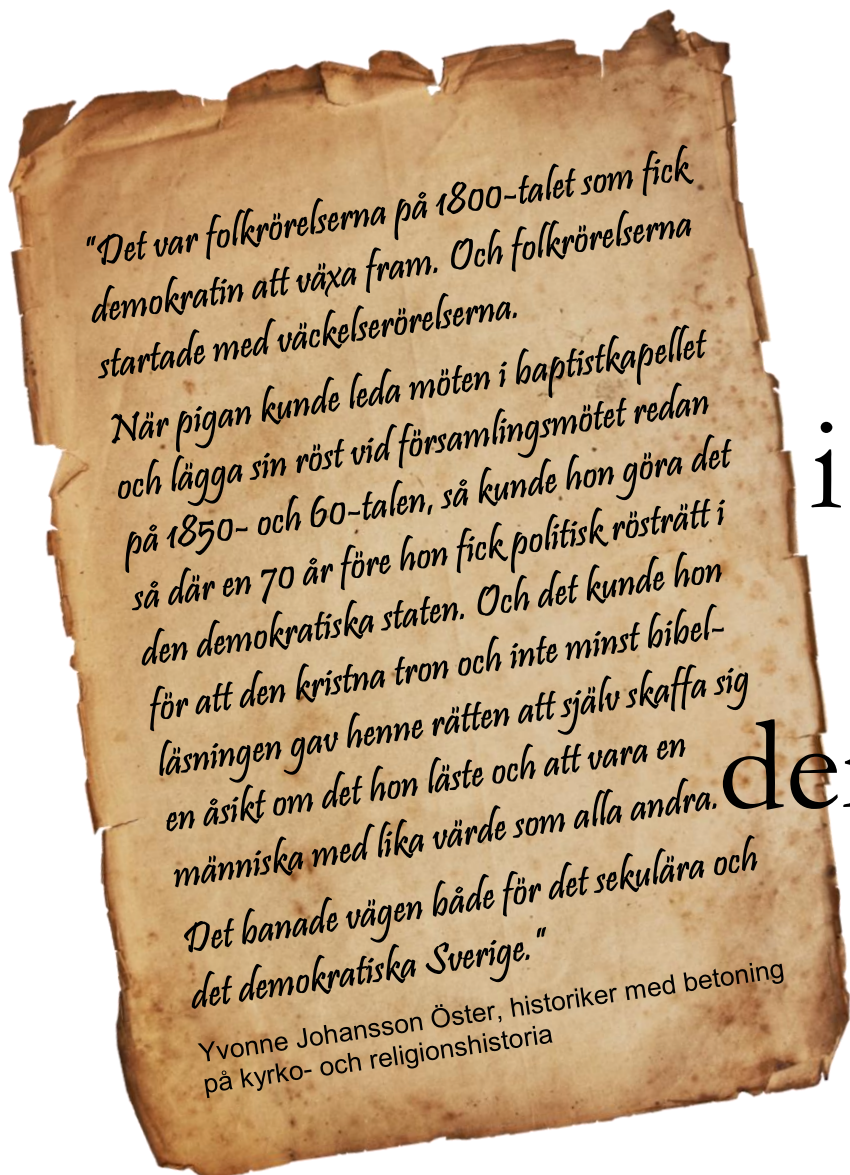 "Det var folkrörelserna på 1800-talet som fick
demokratin att växa fram. Och folkrörelserna
startade med väckelserörelserna.
När pigan kunde leda möten i baptistkapellet
och lägga sin röst vid församlingsmötet redan
på 1850- och 60-talen, så kunde hon göra det
så där en 70 år före hon fick politisk rösträtt i
den demokratiska staten. Och det kunde hon
för att den kristna tron och inte minst bibel-
läsningen gav henne rätten att själv skaffa sig
en åsikt om det hon läste och att vara en
människa med lika värde som alla andra.
Det banade vägen både för det sekulära och
det demokratiska Sverige."
Yvonne Johansson Öster, historiker med betoning
på kyrko- och religionshistoria
i